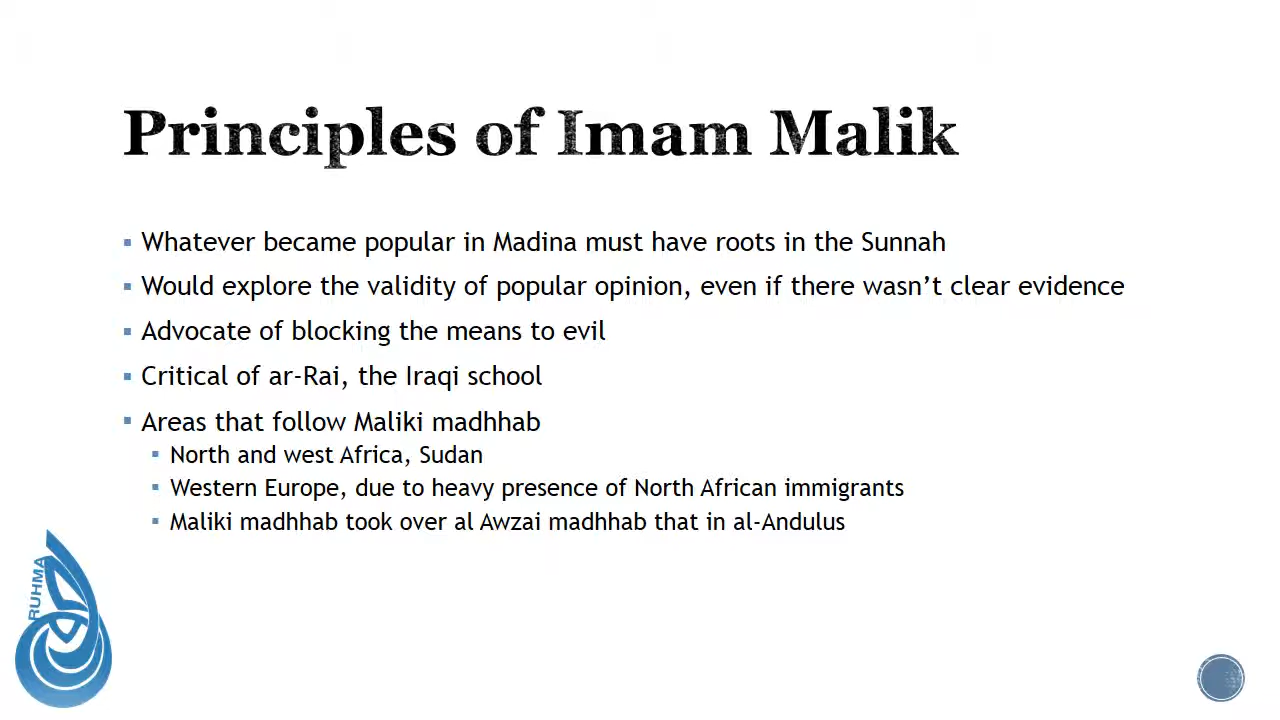 Principles of Imam Malik
Whatever became popular in Madina must have roots in the Sunnah
Would explore the validity of popular opinion, even if there wasn’t clear evidence
Advocate of blocking the means to evil
Critical of ar-Rai, the Iraqi school
Areas that follow Maliki madhhab
North and west Africa, Sudan
Western Europe, due to heavy presence of North African immigrants
Maliki madhhab took over al Awzai madhhab that in al-Andulus
RUHMA